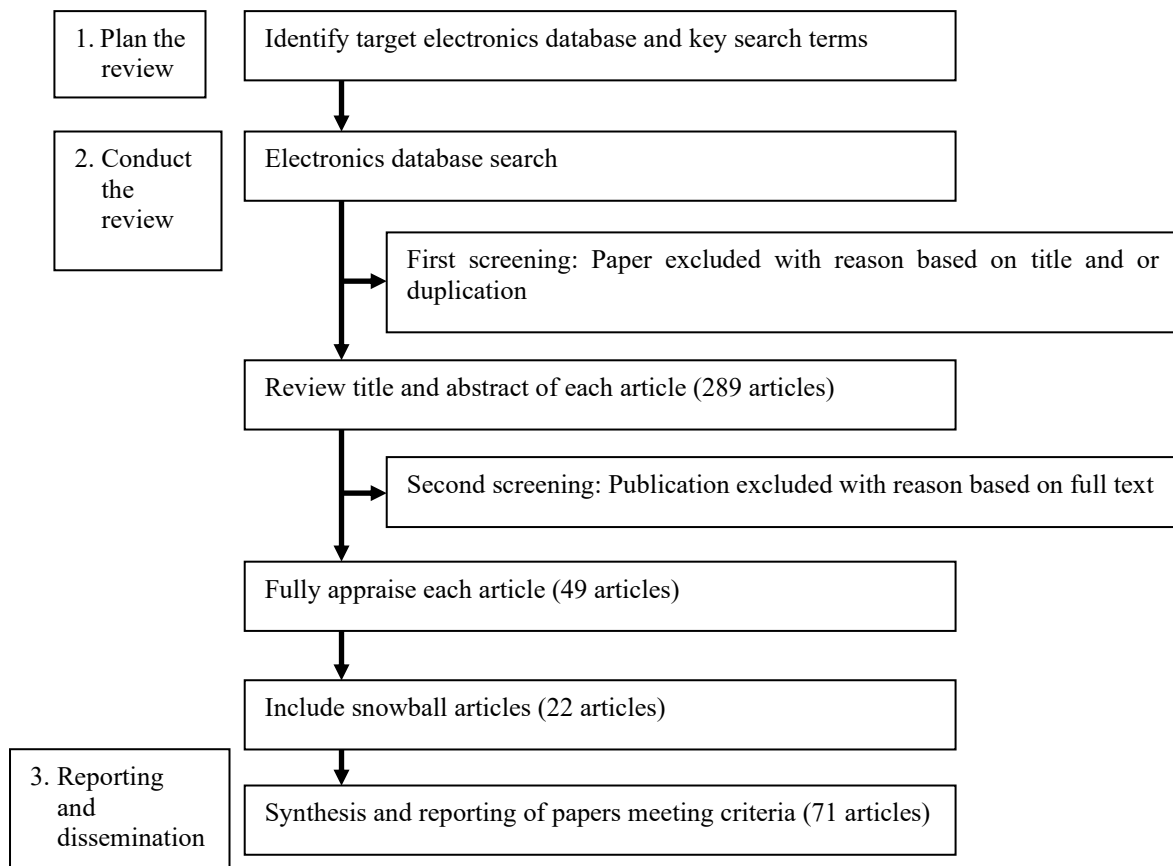 1. Plan the
review
Identify target electronics database and key search terms
2. Conduct
the
review
Electronics database search
First screening: Paper excluded with reason based on title and or
duplication
Review title and abstract of each article (289 articles)
Second screening: Publication excluded with reason based on full text
Fully appraise each article (49 articles)
Include snowball articles (22 articles)
3. Reporting
and
dissemination
Synthesis and reporting of papers meeting criteria (71 articles)